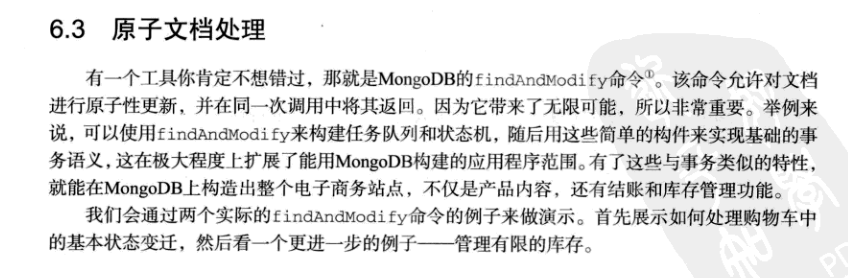 6.3 原子文档处理
有一个工具你肯定不想错过，那就是MongoDB的findAndModify命令①。该命令允许对文档
进行原子性更新，并在同一次调用中将其返回。因为它带来了无限可能，所以非常重要。举例来
说，可以使用findAndModify来构建任务队列和状态机，随后用这些简单的构件来实现基础的事
务语义，这在极大程度上扩展了能用MongoDB构建的应用程序范围。有了这些与事务类似的特性，
就能在MongoDB上构造出整个电子商务站点，不仅是产品内容，还有结账和库存管理功能。
我们会通过两个实际的findAndModify命令的例子来做演示。首先展示如何处理购物车中
的基本状态变迁，然后看一个更进一步的例子——管理有限的库存。